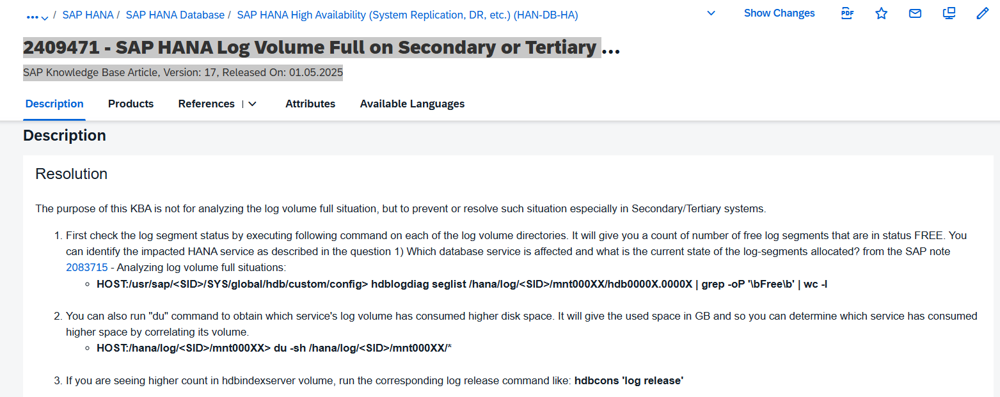 ... / SAP HANA / SAP HANA Database / SAP HANA High Availability (System Replication, DR, etc.) (HAN-DB-HA)
Show Changes
PDF
2409471 - SAP HANA Log Volume Full on Secondary or Tertiary ...
SAP Knowledge Base Article, Version: 17, Released On: 01.05.2025
Description Products References | Attributes Available Languages
Description
Resolution
The purpose of this KBA is not for analyzing the log volume full situation, but to prevent or resolve such situation especially in Secondary/Tertiary systems.
1. First check the log segment status by executing following command on each of the log volume directories. It will give you a count of number of free log segments that are in status FREE. You
can identify the impacted HANA service as described in the question 1) Which database service is affected and what is the current state of the log-segments allocated? from the SAP note
2083715 - Analyzing log volume full situations:
◦ HOST:/usr/sap/<SID>/SYS/global/hdb/custom/config> hdblogdiag seglist /hana/log/<SID>/mnt000XX/hdb0000X.0000X | grep -oP '\bFree\b' | wc -l
2. You can also run "du" command to obtain which service's log volume has consumed higher disk space. It will give the used space in GB and so you can determine which service has consumed
higher space by correlating its volume.
◦ HOST:/hana/log/<SID>/mnt000XX> du -sh /hana/log/<SID>/mnt000XX/*
3. If you are seeing higher count in hdbindexserver volume, run the corresponding log release command like: hdbcons 'log release'